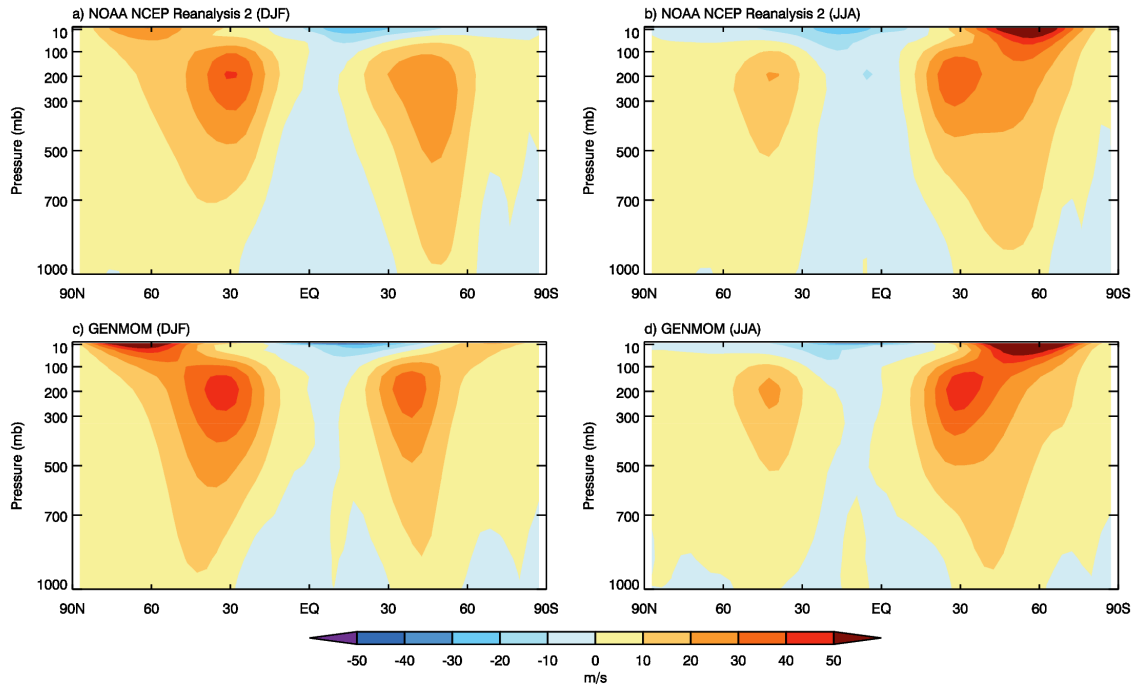 a) NOAA NCEP Reanalysis 2 (DJF)
b) NOAA NCEP Reanalysis 2 (JJA)
Pressure (mb)
10
100
200
300
500
700
1000
90N 60 30 EQ 30 60 90S
Pressure (mb)
10
100
200
300
500
700
1000
90N 60 30 EQ 30 60 90S
c) GENMOM (DJF)
d) GENMOM (JJA)
Pressure (mb)
10
100
200
300
500
700
1000
90N 60 30 EQ 30 60 90S
Pressure (mb)
10
100
200
300
500
700
1000
90N 60 30 EQ 30 60 90S
-50 -40 -30 -20 -10 0 10 20 30 40 50
m/s